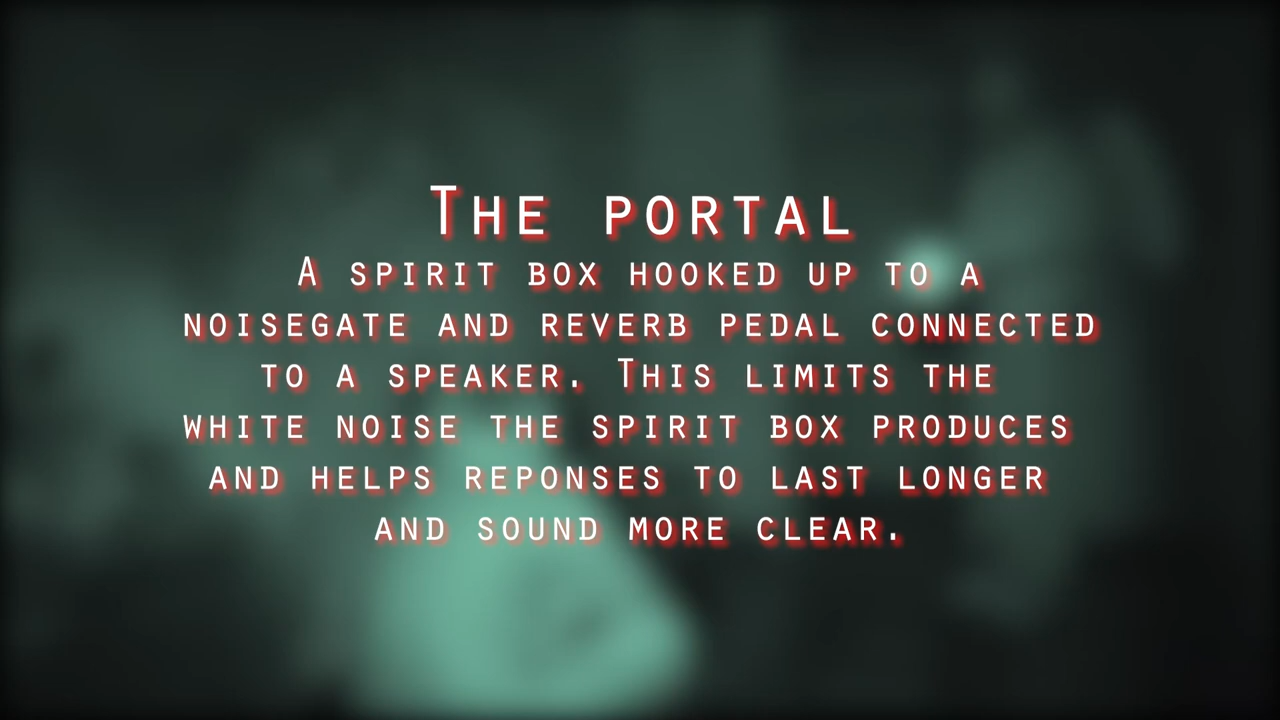 The portal
A spirit box hooked up to a
noisegate and reverb pedal connected
to a speaker. This limits the
white noise the spirit box produces
and helps reponses to last longer
and sound more clear.